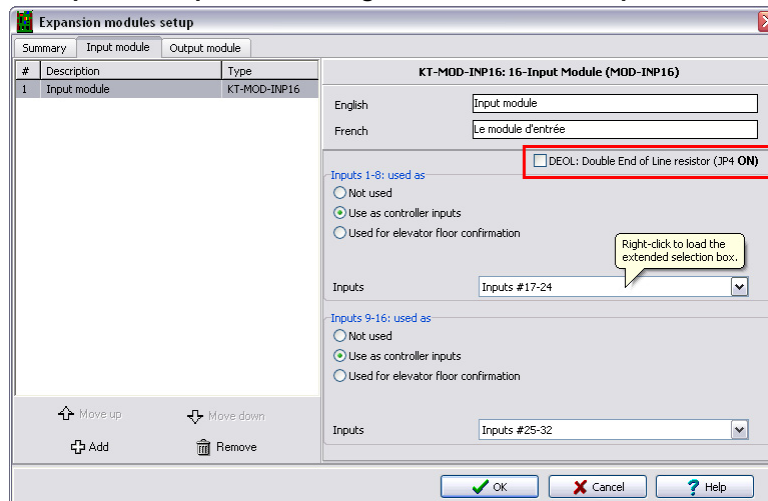 Expansion modules setup
Summary Input module Output module
# Description Type
1 Input module KT-MOD-INP16
KT-MOD-INP16: 16-Input Module (MOD-INP16)
English Input module
French Le module d'entrée
DEOL: Double End of Line resistor (JP4 ON)
Inputs 1-8: used as
Not used
Use as controller inputs
Used for elevator floor confirmation
Right-click to load the
extended selection box.
Inputs Inputs #17-24
Inputs 9-16: used as
Not used
Use as controller inputs
Used for elevator floor confirmation
Inputs Inputs #25-32
Move up Move down
Add Remove
OK Cancel Help